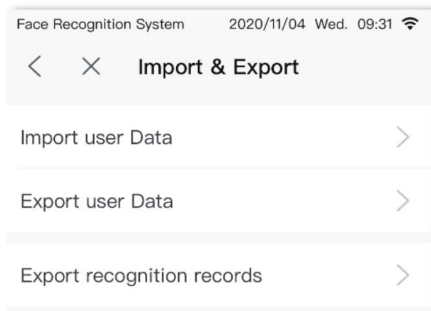 Face Recognition System 2020/11/04 Wed. 09:31
Import & Export
Import user Data
Export user Data
Export recognition records